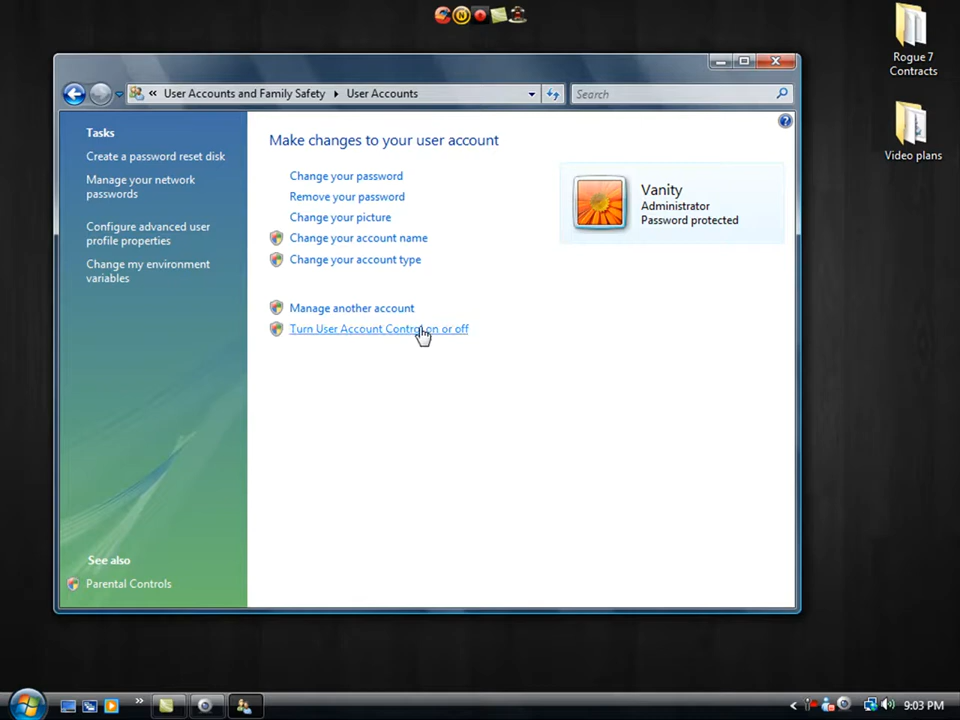 Rogue 7
Contracts
Video plans
« User Accounts and Family Safety ▸ User Accounts
Search
Tasks
Create a password reset disk
Manage your network
passwords
Configure advanced user
profile properties
Change my environment
variables
See also
Parental Controls
Make changes to your user account
Change your password
Remove your password
Change your picture
Change your account name
Change your account type
Manage another account
Turn User Account Control on or off
Vanity
Administrator
Password protected
9:03 PM